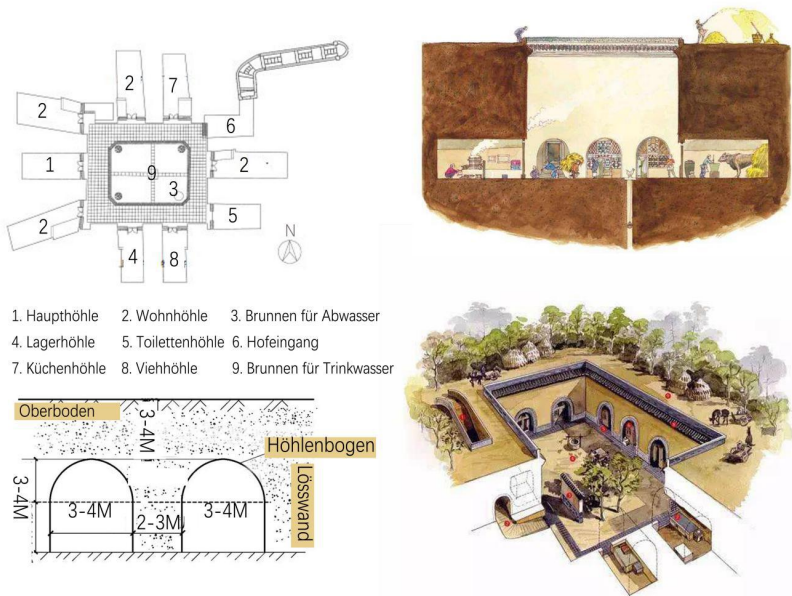 2
7
2
6
1
9
2
3
2
5
N
4
8
1. Haupthöhle 2. Wohnhöhle 3. Brunnen für Abwasser
4. Lagerhöhle 5. Toilettenhöhle 6. Hofeingang
7. Küchenhöhle 8. Viehhöhle 9. Brunnen für Trinkwasser
Oberboden
3-4M
Höhlenbogen
3-4M
3-4M
2-3M
3-4M
Lösswand